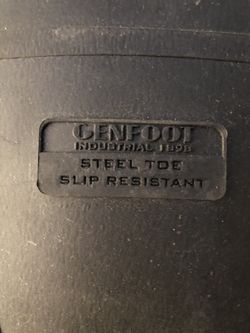 GENFOOT
INDUSTRIAL 1898
STEEL TOE
SLIP RESISTANT